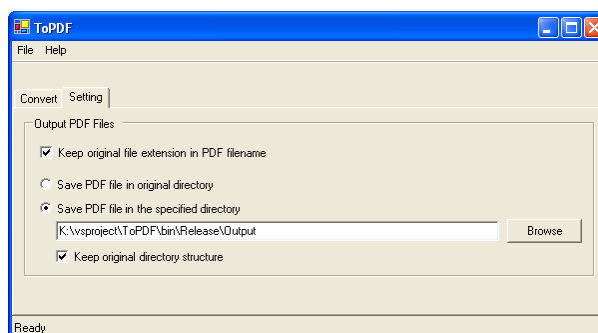 ToPDF
File Help
Convert Setting
Output PDF Files
Keep original file extension in PDF filename
Save PDF file in original directory
Save PDF file in the specified directory
K:\vsproject\ToPDF\bin\Release\Output Browse
Keep original directory structure
Ready